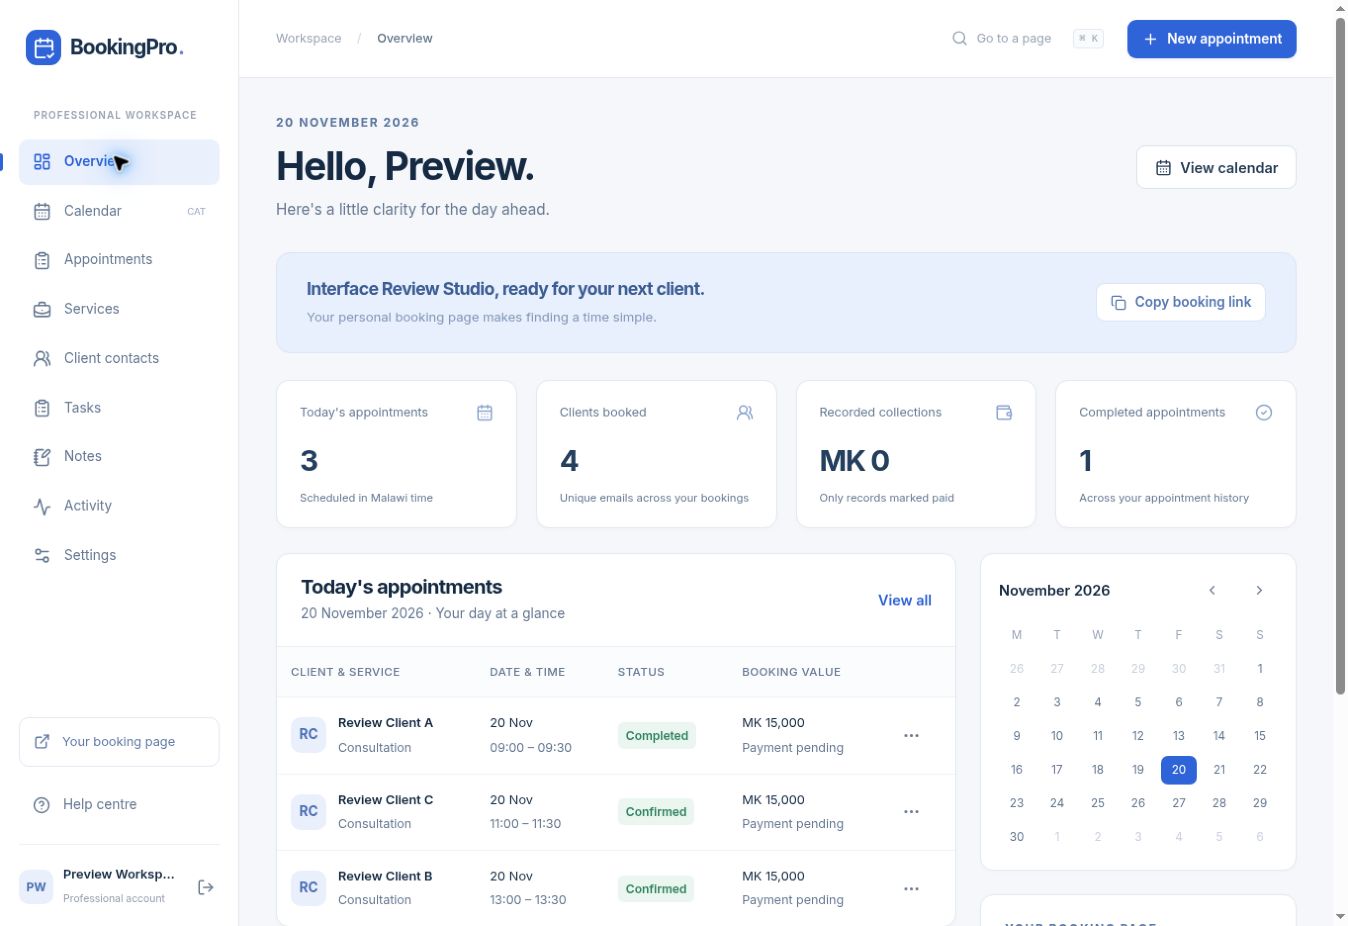 BookingPro.
PROFESSIONAL WORKSPACE
Overview
Calendar CAT
Appointments
Services
Client contacts
Tasks
Notes
Activity
Settings
Your booking page
Help centre
PW
Preview Worksp...
Professional account
Workspace / Overview
Go to a page ⌘ K
New appointment
20 NOVEMBER 2026
Hello, Preview.
Here's a little clarity for the day ahead.
View calendar
Interface Review Studio, ready for your next client.
Your personal booking page makes finding a time simple.
Copy booking link
Today's appointments
3
Scheduled in Malawi time
Clients booked
4
Unique emails across your bookings
Recorded collections
MK 0
Only records marked paid
Completed appointments
1
Across your appointment history
Today's appointments
20 November 2026 · Your day at a glance
View all
CLIENT & SERVICE DATE & TIME STATUS BOOKING VALUE
RC Review Client A 20 Nov Completed MK 15,000
Consultation 09:00 – 09:30 Payment pending
RC Review Client C 20 Nov Confirmed MK 15,000
Consultation 11:00 – 11:30 Payment pending
RC Review Client B 20 Nov Confirmed MK 15,000
Consultation 13:00 – 13:30 Payment pending
November 2026
M T W T F S S
26 27 28 29 30 31 1
2 3 4 5 6 7 8
9 10 11 12 13 14 15
16 17 18 19 20 21 22
23 24 25 26 27 28 29
30 1 2 3 4 5 6
YOUR BOOKING PAGE